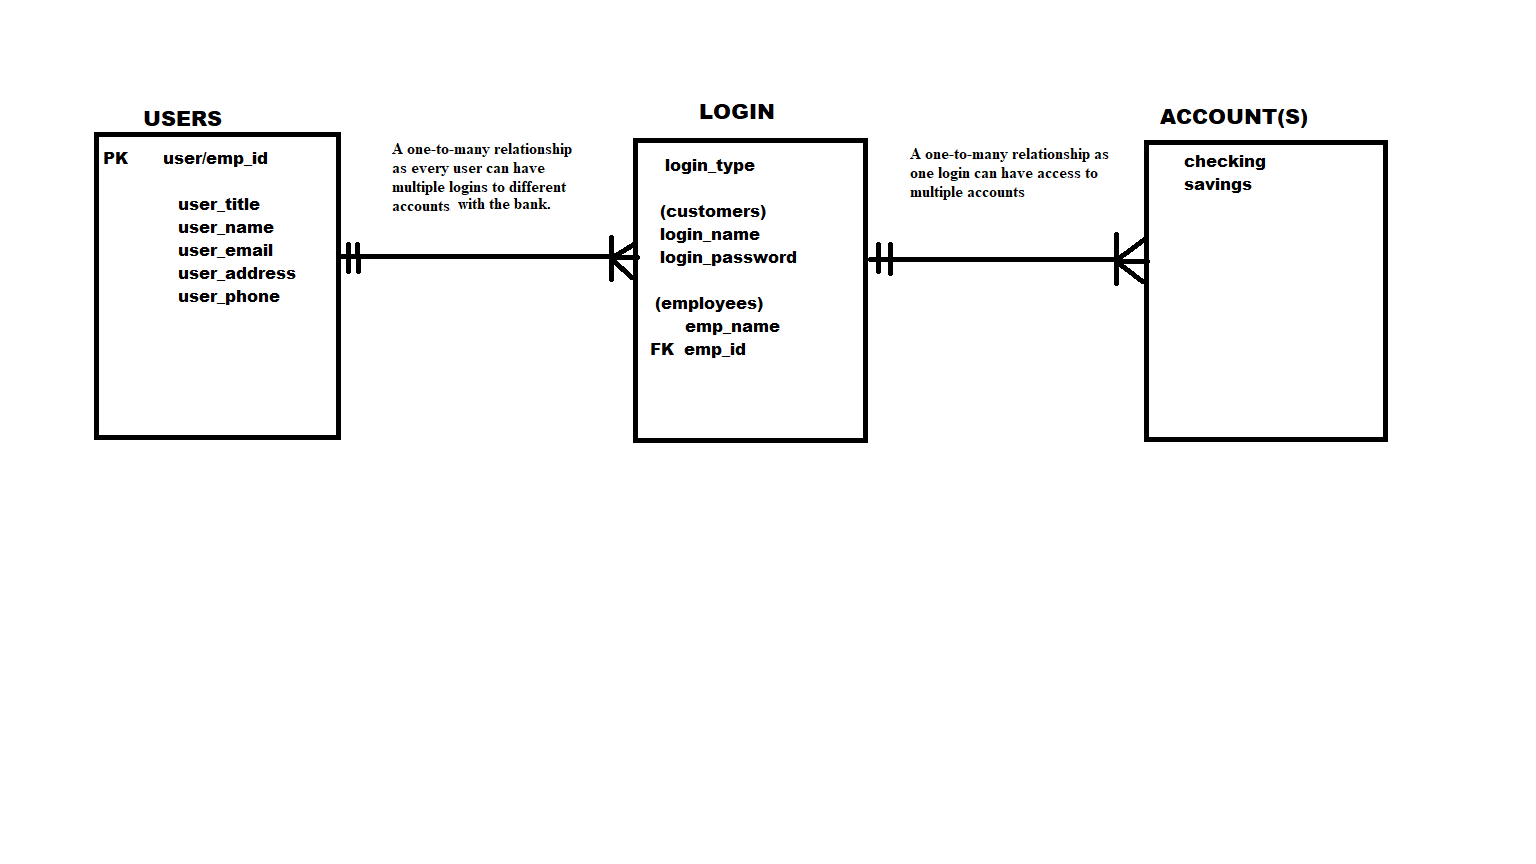 USERS
PK user/emp_id
user_title
user_name
user_email
user_address
user_phone
A one-to-many relationship
as every user can have
multiple logins to different
accounts with the bank.
LOGIN
login_type
(customers)
login_name
login_password
(employees)
emp_name
FK emp_id
A one-to-many relationship as
one login can have access to
multiple accounts
ACCOUNT(S)
checking
savings